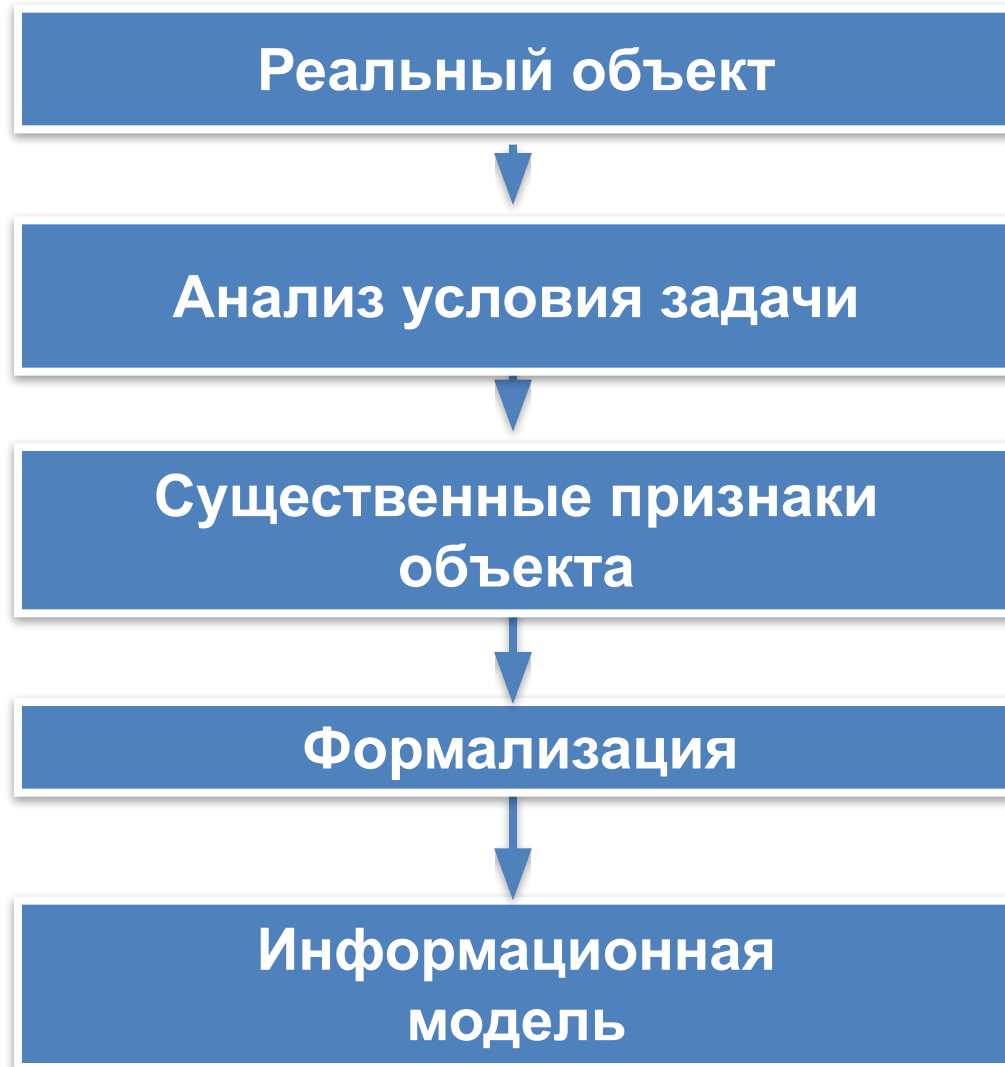 Реальный объект
Анализ условия задачи
Существенные признаки
объекта
Формализация
Информационная
модель